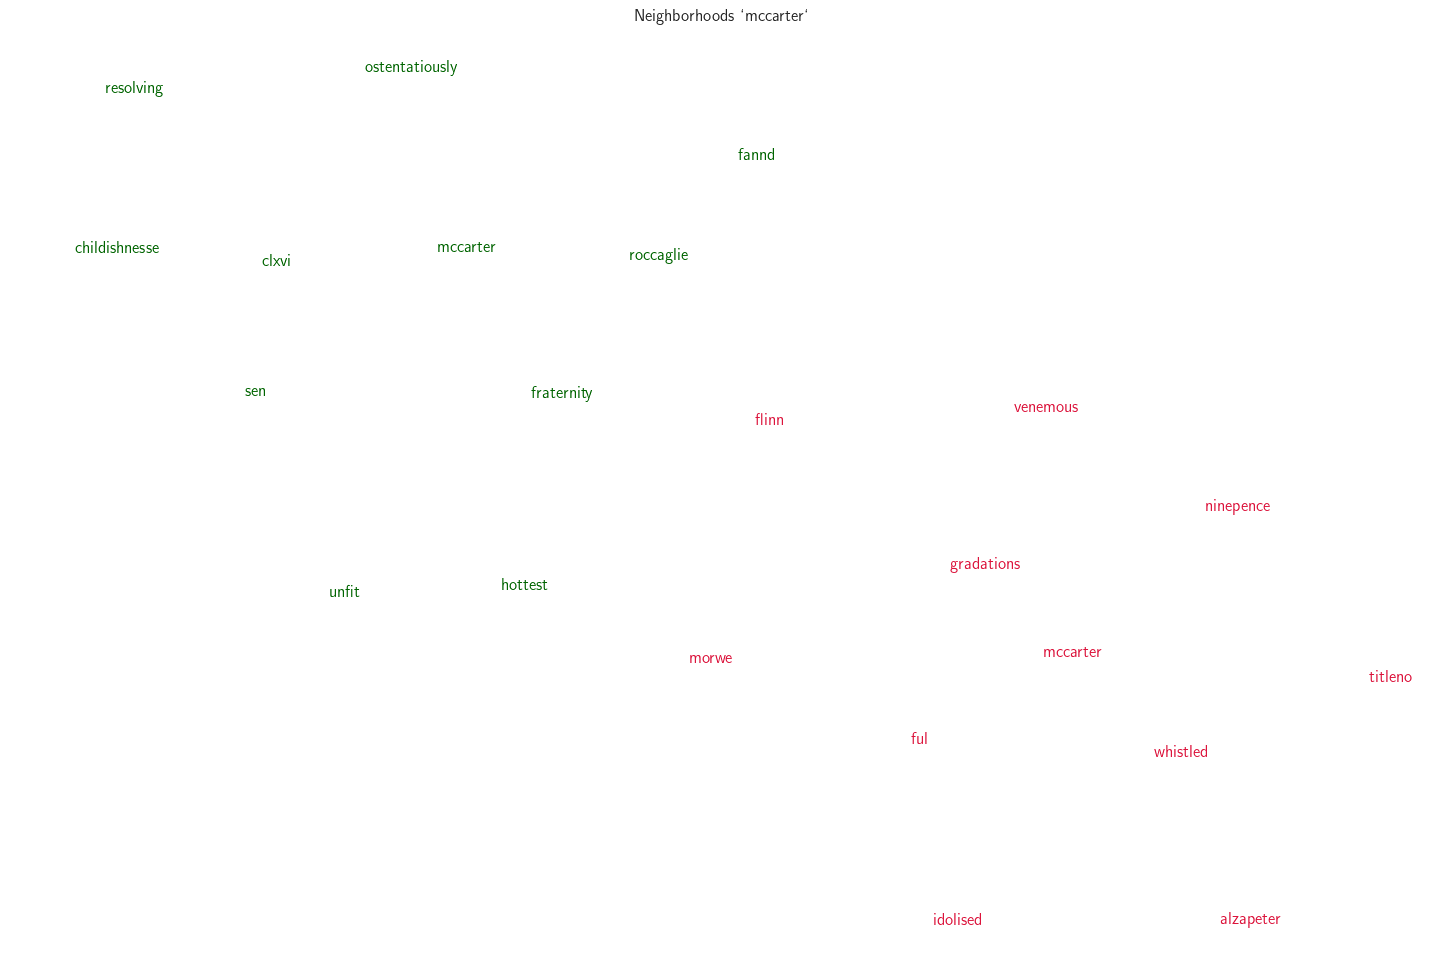 Neighborhoods ‘mccarter‘
ostentatiously
resolving
fannd
childishnesse
mccarter
roccaglie
clxvi
sen
fraternity
venemous
flinn
ninepence
gradations
hottest
unfit
mccarter
morwe
titleno
ful
whistled
idolised
alzapeter